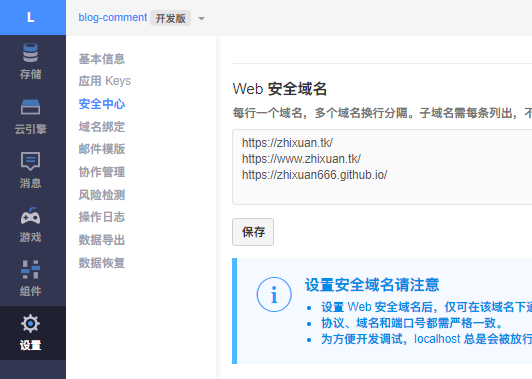 L
blog-comment 开发版
存储
云引擎
消息
游戏
组件
设置
基本信息
应用 Keys
安全中心
域名绑定
邮件模版
协作管理
风险检测
操作日志
数据导出
数据恢复
Web 安全域名
每行一个域名，多个域名换行分隔。子域名需每条列出，不
https://zhixuan.tk/
https://www.zhixuan.tk/
https://zhixuan666.github.io/
保存
设置安全域名请注意
设置 Web 安全域名后，仅可在该域名下通
协议、域名和端口号都需严格一致。
为方便开发调试，localhost 总是会被放行